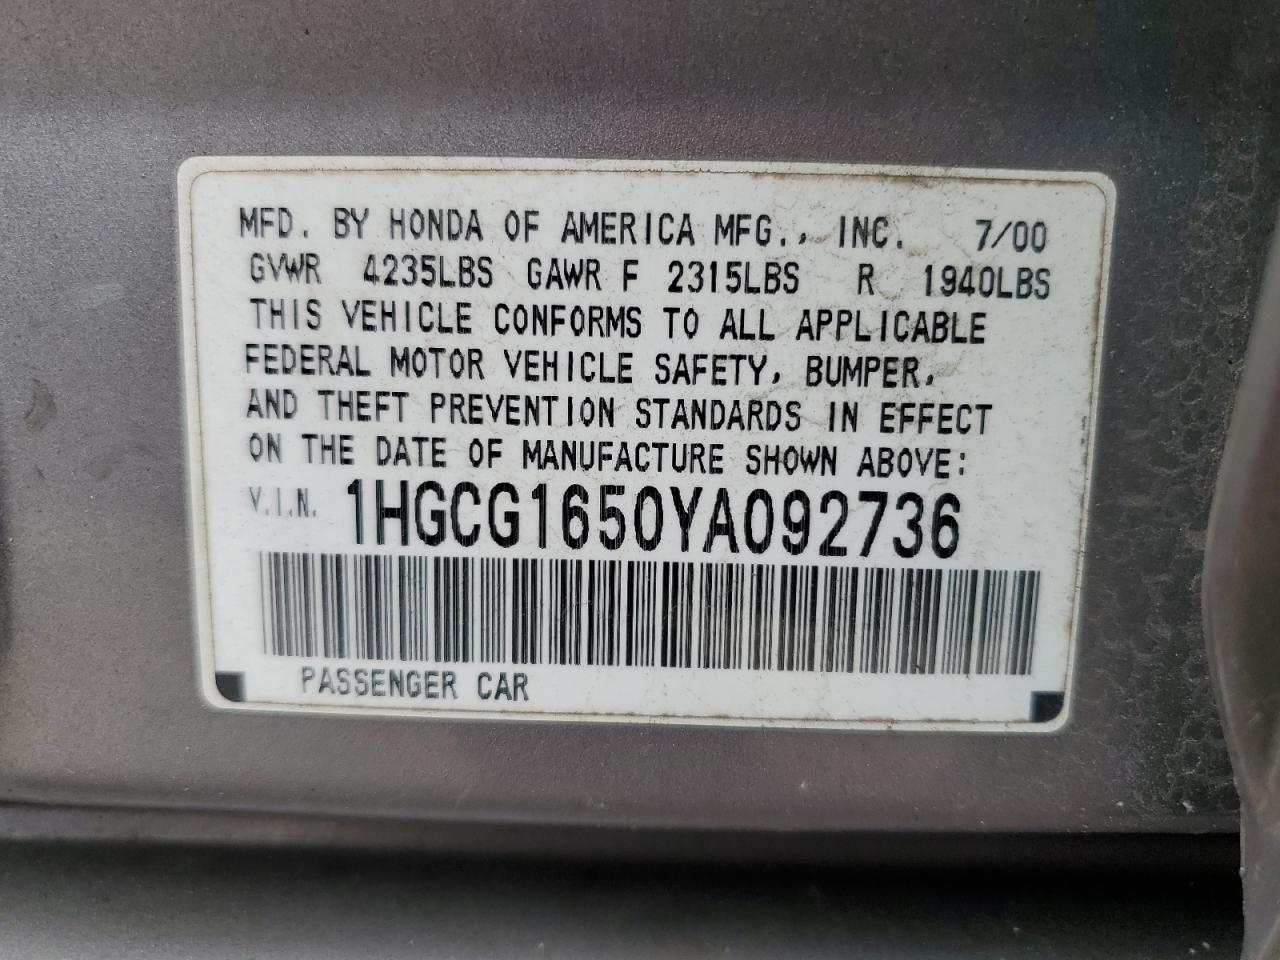 MFD. BY HONDA OF AMERICA MFG., INC. 7/00
GVWR 4235LBS GAWR F 2315LBS R 1940LBS
THIS VEHICLE CONFORMS TO ALL APPLICABLE
FEDERAL MOTOR VEHICLE SAFETY, BUMPER,
AND THEFT PREVENTION STANDARDS IN EFFECT
ON THE DATE OF MANUFACTURE SHOWN ABOVE:
V.I.N. 1HGCG1650YA092736
PASSENGER CAR